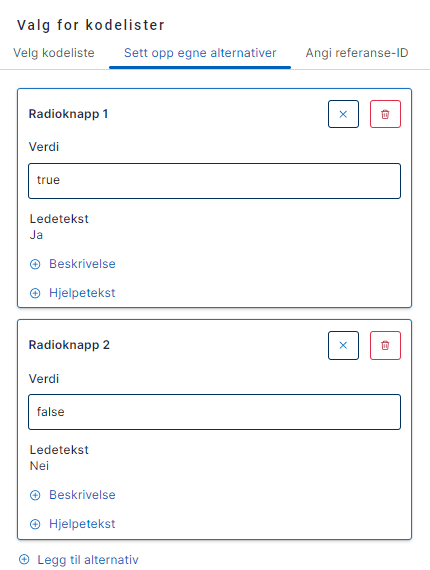 Valg for kodelister
Velg kodeliste Sett opp egne alternativer Angi referanse-ID
Radioknapp 1
Verdi
true
Ledetekst
Ja
Beskrivelse
Hjelpetekst
Radioknapp 2
Verdi
false
Ledetekst
Nei
Beskrivelse
Hjelpetekst
Legg til alternativ